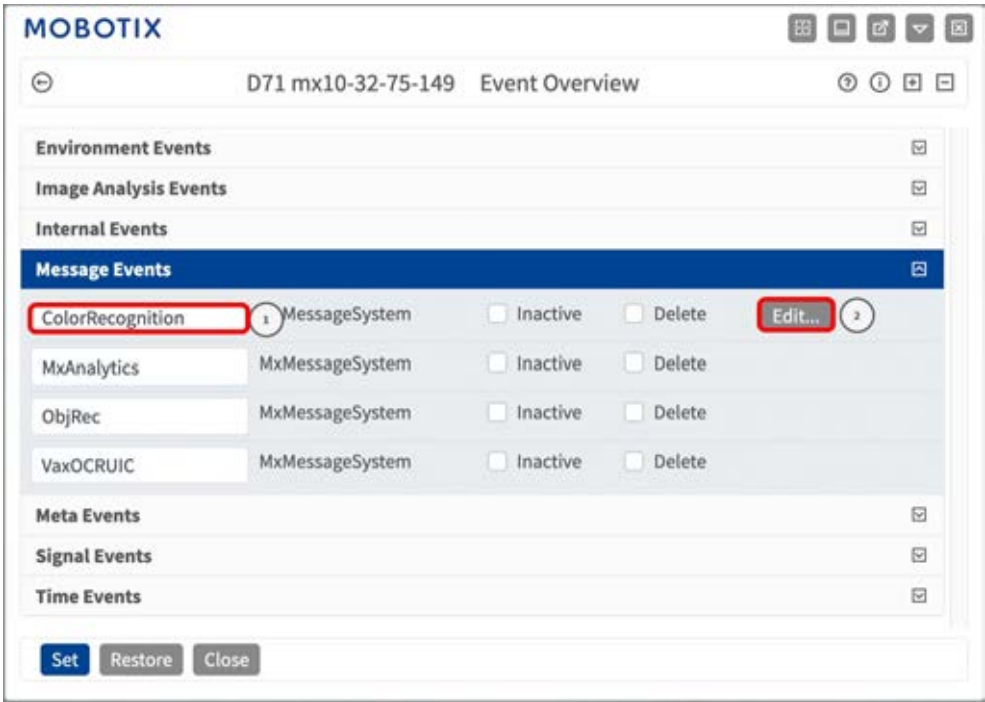 MOBOTIX
D71 mx10-32-75-149 Event Overview
Environment Events
Image Analysis Events
Internal Events
Message Events
ColorRecognition 1 MessageSystem Inactive Delete Edit... 2
MxAnalytics MxMessageSystem Inactive Delete
ObjRec MxMessageSystem Inactive Delete
VaxOCRUIC MxMessageSystem Inactive Delete
Meta Events
Signal Events
Time Events
Set Restore Close